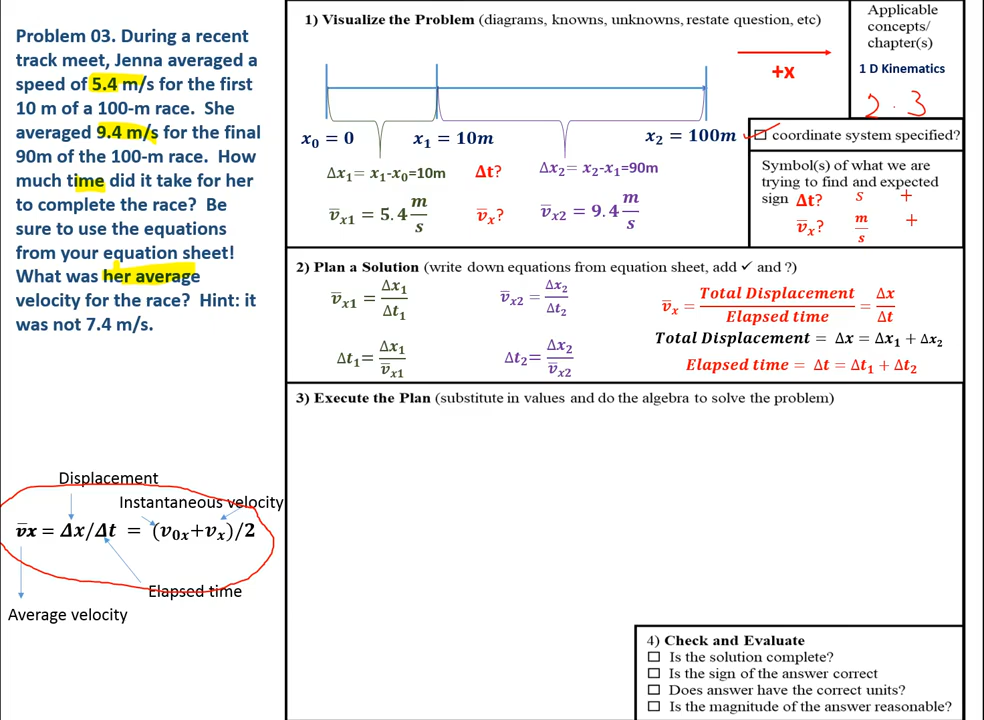 Problem 03. During a recent
track meet, Jenna averaged a
speed of 5.4 m/s for the first
10 m of a 100-m race. She
averaged 9.4 m/s for the final
90m of the 100-m race. How
much time did it take for her
to complete the race? Be
sure to use the equations
from your equation sheet!
What was her average
velocity for the race? Hint: it
was not 7.4 m/s.
Displacement
Instantaneous velocity
v̅x = Δx/Δt = (v₀ₓ+vₓ)/2
Elapsed time
Average velocity
1) Visualize the Problem (diagrams, knowns, unknowns, restate question, etc)
+x
x₀ = 0 x₁ = 10m x₂ = 100m
Δx₁= x₁-x₀=10m Δt? Δx₂= x₂-x₁=90m
v̅ₓ₁ = 5.4 m/s v̅ₓ? v̅ₓ₂ = 9.4 m/s
Applicable
concepts/
chapter(s)
1 D Kinematics
2.3
coordinate system specified?
Symbol(s) of what we are
trying to find and expected
sign Δt? s +
v̅ₓ? m/s +
2) Plan a Solution (write down equations from equation sheet, add ✓ and ?)
v̅ₓ₁ = Δx₁/Δt₁ v̅ₓ₂ = Δx₂/Δt₂ v̅ₓ = Total Displacement/Elapsed time = Δx/Δt
Total Displacement = Δx = Δx₁ + Δx₂
Δt₁= Δx₁/v̅ₓ₁ Δt₂= Δx₂/v̅ₓ₂ Elapsed time = Δt = Δt₁ + Δt₂
3) Execute the Plan (substitute in values and do the algebra to solve the problem)
4) Check and Evaluate
☐ Is the solution complete?
☐ Is the sign of the answer correct
☐ Does answer have the correct units?
☐ Is the magnitude of the answer reasonable?